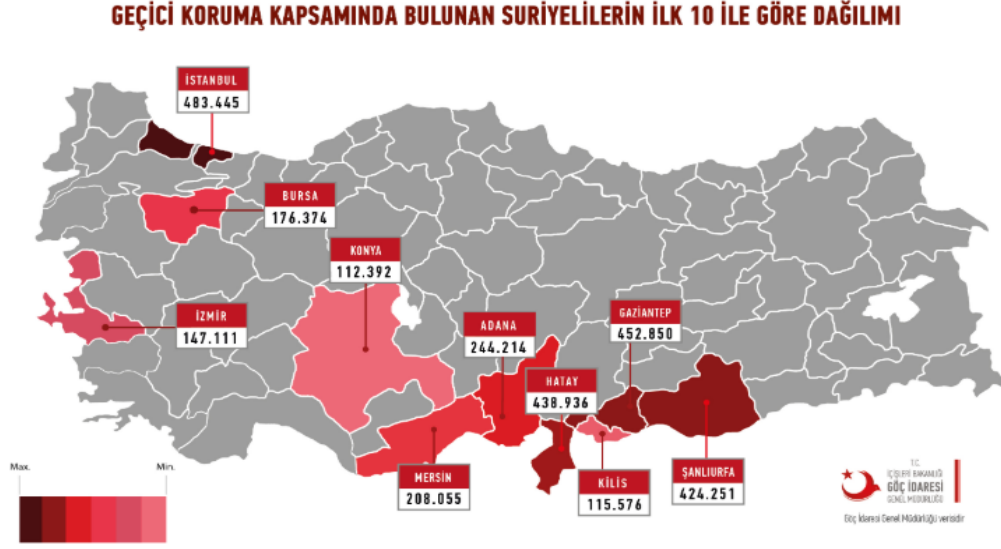 GEÇİCİ KORUMA KAPSAMINDA BULUNAN SURİYELİLERİN İLK 10 İLE GÖRE DAĞILIMI
İSTANBUL
483.445
BURSA
176.374
KONYA
112.392
İZMİR
147.111
ADANA
244.214
GAZİANTEP
452.850
HATAY
438.936
MERSİN
208.055
KİLİS
115.576
ŞANLIURFA
424.251
Max.
Min.
T.C.
İÇİŞLERİ BAKANLIĞI
GÖÇ İDARESİ
GENEL MÜDÜRLÜĞÜ
Göç İdaresi Genel Müdürlüğü verisidir